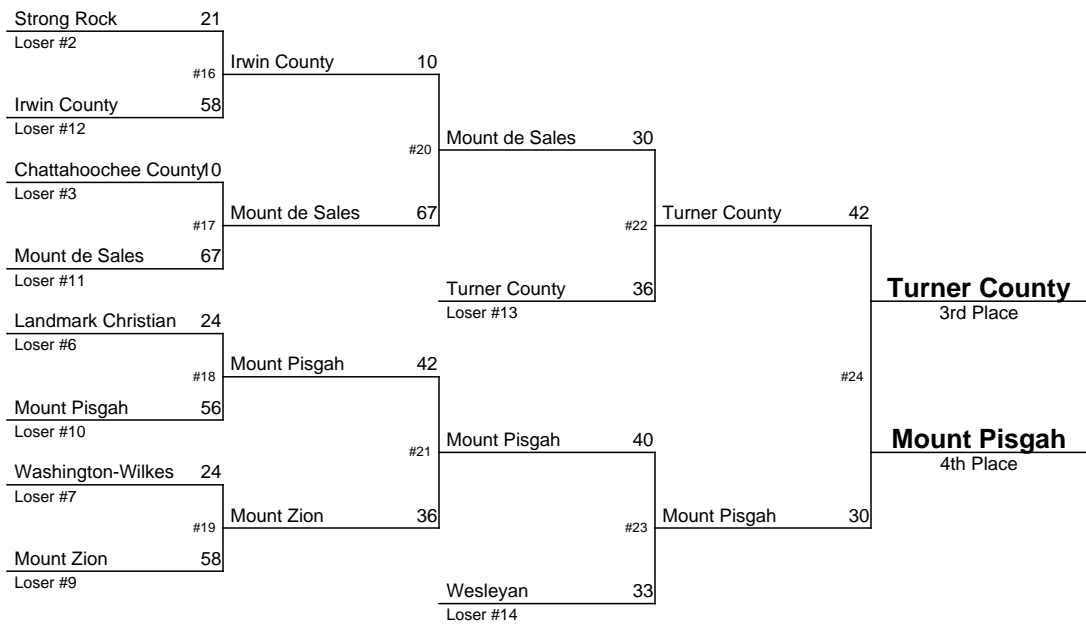 Strong Rock 21
Loser #2
#16
Irwin County 10
Irwin County 58
Loser #12
#20
Mount de Sales 30
Chattahoochee County 10
Loser #3
#17
Mount de Sales 67
#22
Turner County 42
Mount de Sales 67
Loser #11
Turner County 36
Loser #13
Turner County
3rd Place
Landmark Christian 24
Loser #6
#18
Mount Pisgah 42
#24
Mount Pisgah 56
Loser #10
#21
Mount Pisgah 40
Mount Pisgah
4th Place
Washington-Wilkes 24
Loser #7
#19
Mount Zion 36
#23
Mount Pisgah 30
Mount Zion 58
Loser #9
Wesleyan 33
Loser #14